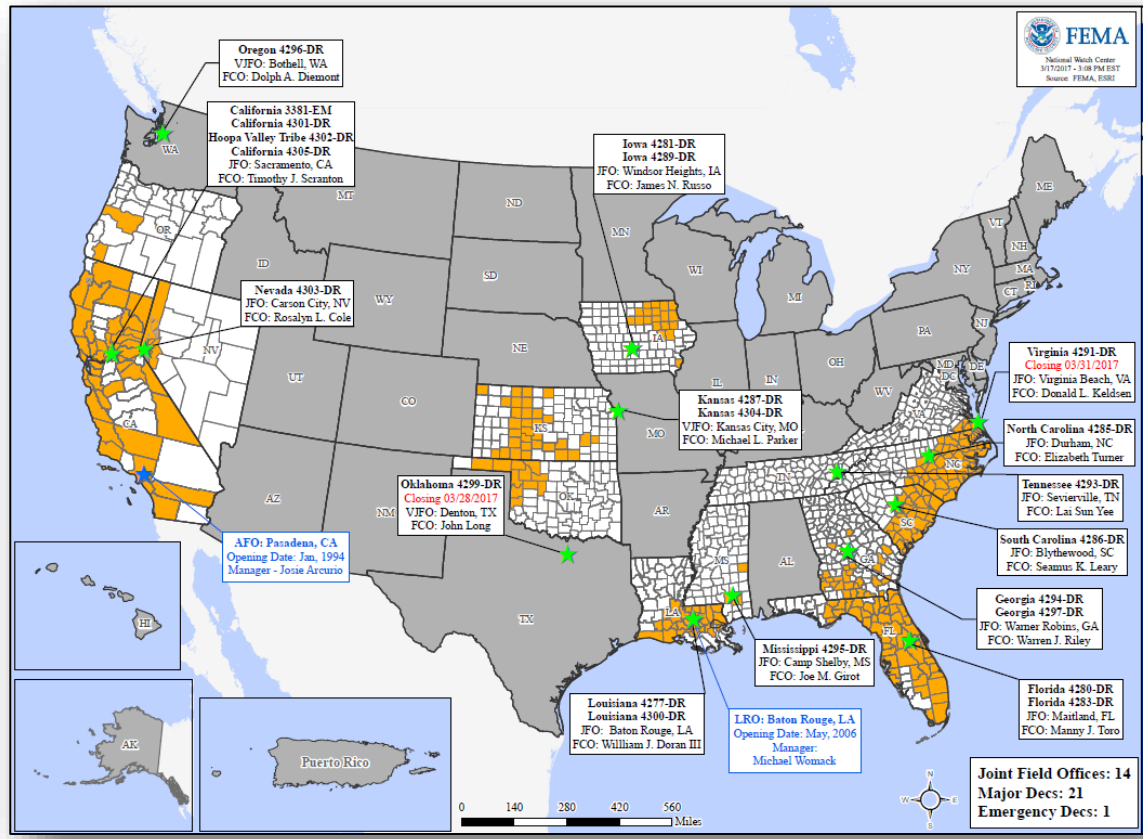 FEMA
National Watch Center
3/17/2017 - 3:08 PM EST
Source: FEMA, ESRI
Oregon 4296-DR
VJFO: Bothell, WA
FCO: Dolph A. Diemont
California 3381-EM
California 4301-DR
Hoopa Valley Tribe 4302-DR
California 4305-DR
JFO: Sacramento, CA
FCO: Timothy J. Scranton
Iowa 4281-DR
Iowa 4289-DR
JFO: Windsor Heights, IA
FCO: James N. Russo
Nevada 4303-DR
JFO: Carson City, NV
FCO: Rosalyn L. Cole
Virginia 4291-DR
Closing 03/31/2017
JFO: Virginia Beach, VA
FCO: Donald L. Keldsen
Kansas 4287-DR
Kansas 4304-DR
VJFO: Kansas City, MO
FCO: Michael L. Parker
North Carolina 4285-DR
JFO: Durham, NC
FCO: Elizabeth Turner
Oklahoma 4299-DR
Closing 03/28/2017
VJFO: Denton, TX
FCO: John Long
Tennessee 4293-DR
JFO: Sevierville, TN
FCO: Lai Sun Yee
South Carolina 4286-DR
JFO: Blythewood, SC
FCO: Seamus K. Leary
AFO: Pasadena, CA
Opening Date: Jan, 1994
Manager - Josie Arcurio
Georgia 4294-DR
Georgia 4297-DR
JFO: Warner Robins, GA
FCO: Warren J. Riley
Mississippi 4295-DR
JFO: Camp Shelby, MS
FCO: Joe M. Girot
Florida 4280-DR
Florida 4283-DR
JFO: Maitland, FL
FCO: Manny J. Toro
Louisiana 4277-DR
Louisiana 4300-DR
JFO: Baton Rouge, LA
FCO: Willliam J. Doran III
LRO: Baton Rouge, LA
Opening Date: May, 2006
Manager:
Michael Womack
WA
MT
ND
MN
ME
VT
NH
OR
ID
SD
WI
MI
NY
MA
CT
RI
WY
NE
IA
PA
NJ
NV
UT
CO
IL
IN
OH
MD
DC
DE
WV
VA
CA
KS
MO
TN
NC
AZ
NM
OK
AR
SC
MS
AL
GA
TX
LA
FL
HI
AK
Puerto Rico
N
W
E
S
0 140 280 420 560
Miles
Joint Field Offices: 14
Major Decs: 21
Emergency Decs: 1